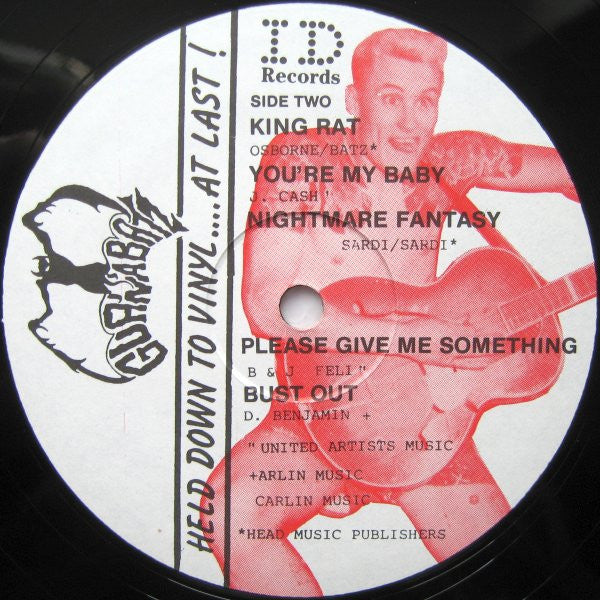 GUANABATZ
HELD DOWN TO VINYL....AT LAST!
ID
Records
SIDE TWO
KING RAT
OSBORNE/BATZ*
YOU'RE MY BABY
J. CASH "
NIGHTMARE FANTASY
SARDI/SARDI*
PLEASE GIVE ME SOMETHING
B & J FELI"
BUST OUT
D. BENJAMIN +
"UNITED ARTISTS MUSIC
+ARLIN MUSIC
CARLIN MUSIC
*HEAD MUSIC PUBLISHERS